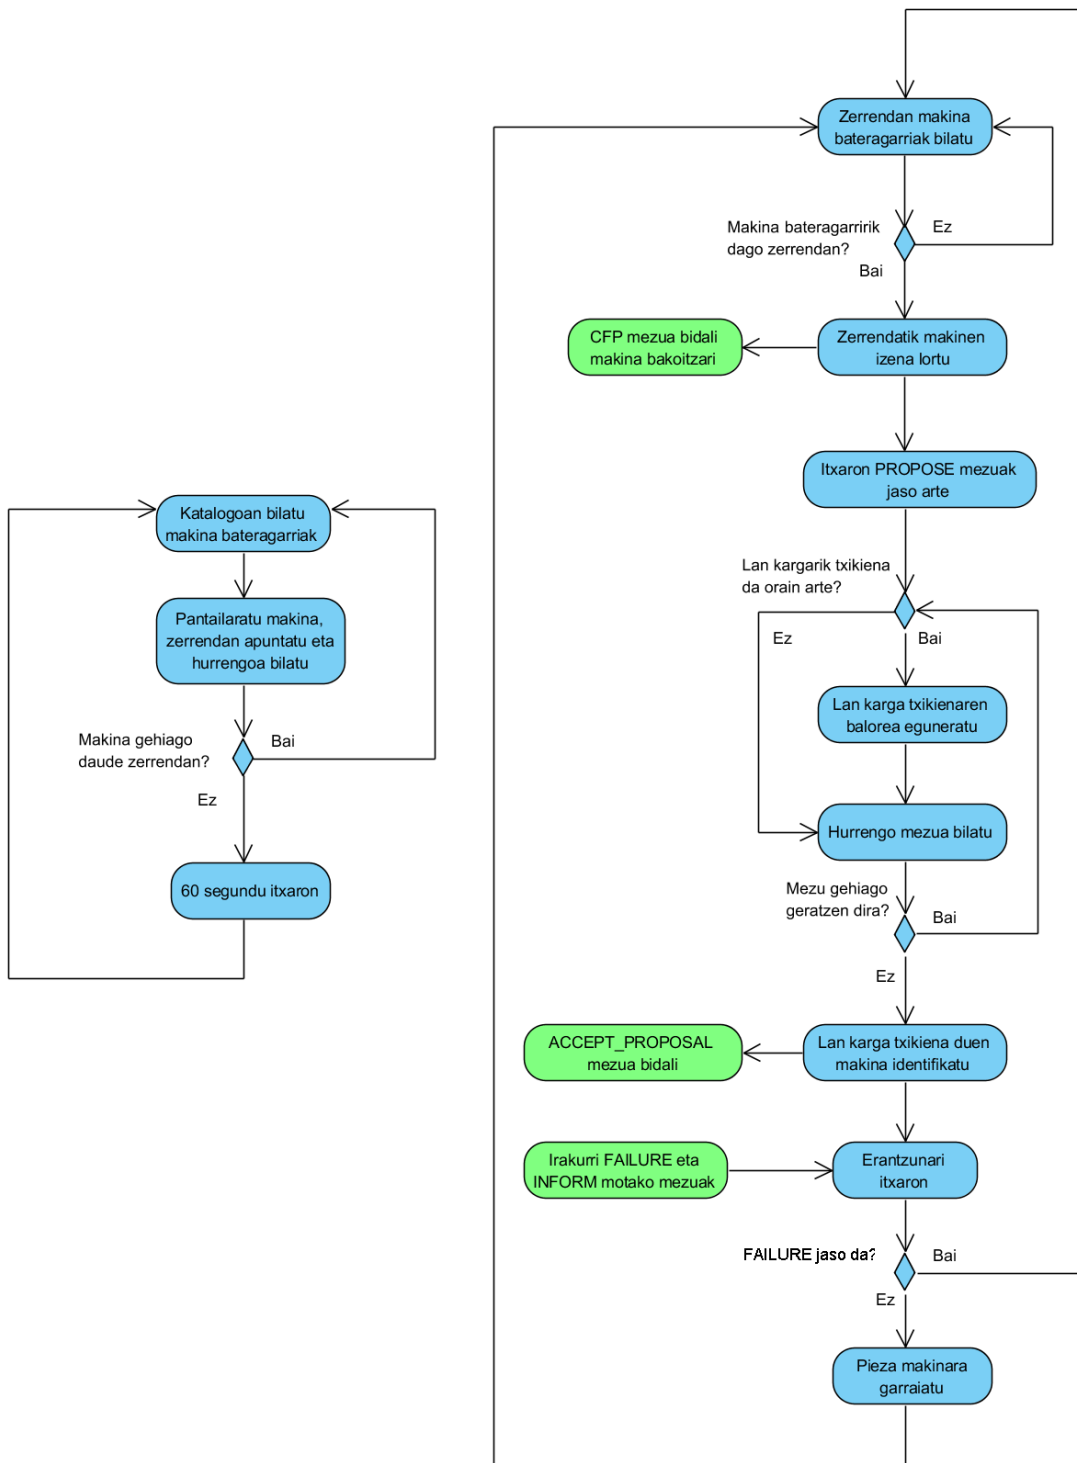 Zerrendan makina
bateragarriak bilatu
Makina bateragarririk
dago zerrendan?
Ez
Bai
CFP mezua bidali
makina bakoitzari
Zerrendatik makinen
izena lortu
Itxaron PROPOSE mezuak
jaso arte
Katalogoan bilatu
makina bateragarriak
Pantailaratu makina,
zerrendan apuntatu eta
hurrengoa bilatu
Makina gehiago
daude zerrendan?
Bai
Ez
60 segundu itxaron
Lan kargarik txikiena
da orain arte?
Ez
Bai
Lan karga txikienaren
balorea eguneratu
Hurrengo mezua bilatu
Mezu gehiago
geratzen dira?
Bai
Ez
ACCEPT_PROPOSAL
mezua bidali
Lan karga txikiena duen
makina identifikatu
Irakurri FAILURE eta
INFORM motako mezuak
Erantzunari
itxaron
FAILURE jaso da?
Bai
Ez
Pieza makinara
garraiatu